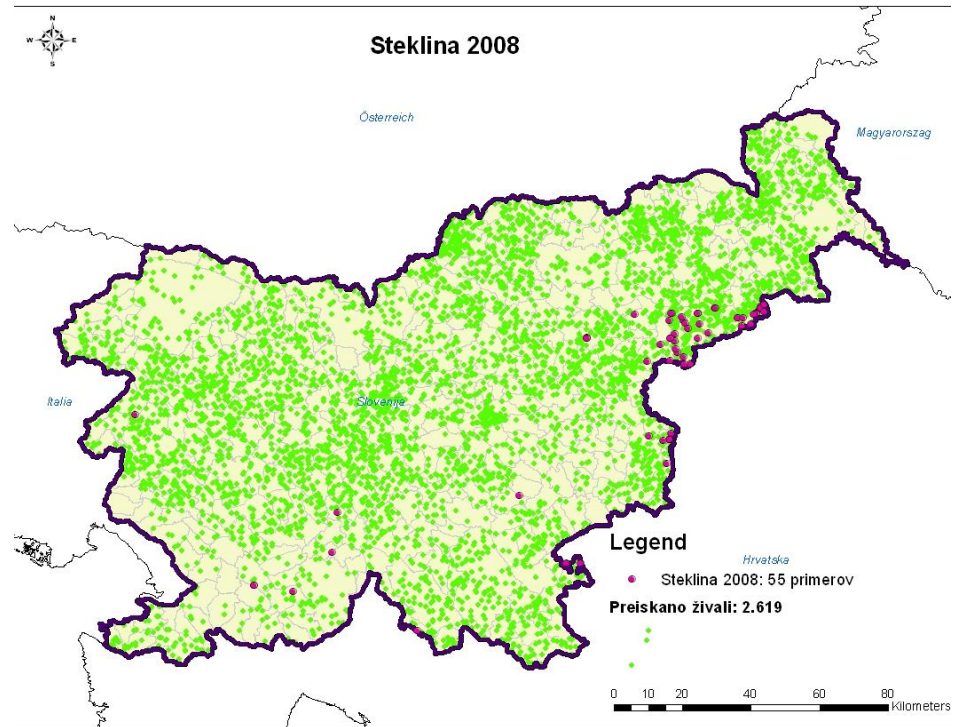 N
W E
S
Steklina 2008
Österreich
Magyarorszag
Italia
Slovenija
Legend
Hrvatska
Steklina 2008: 55 primerov
Preiskano živali: 2.619
0 10 20 40 60 80
Kilometers